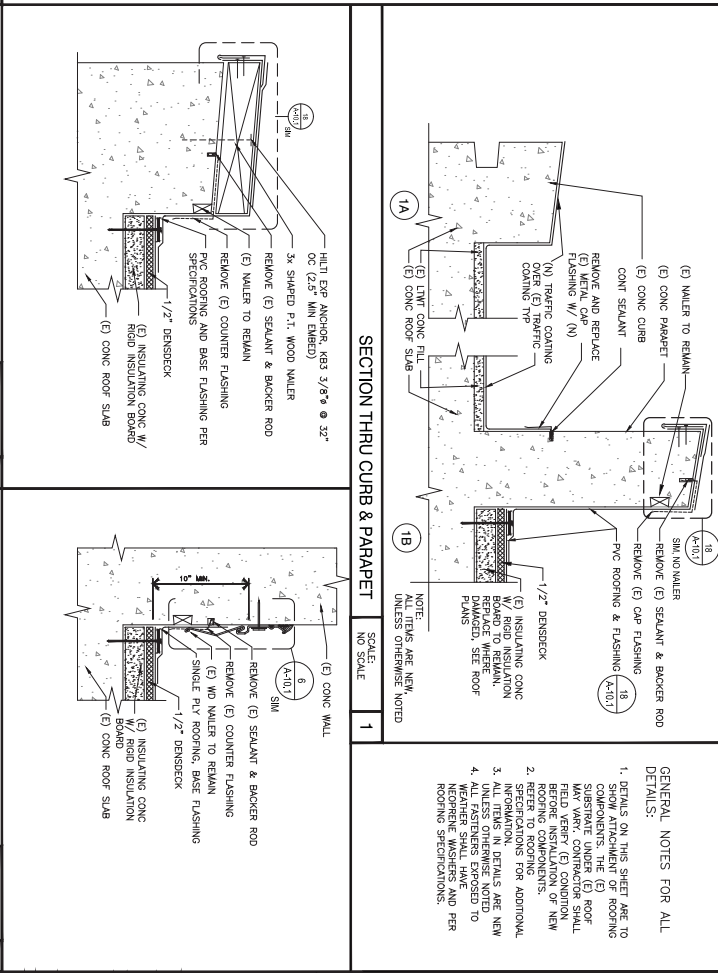 (E) NAILER TO REMAIN
(E) CONC PARAPET
(E) CONC CURB
CONT SEALANT
REMOVE AND REPLACE
(E) METAL CAP
FLASHING W/ (N)
(N) TRAFFIC COATING
OVER (E) TRAFFIC
COATING TYP
(E) LTWT CONC FILL
(E) CONC ROOF SLAB
1A
1B
18
A-10.1
SIM, NO NAILER
REMOVE (E) SEALANT & BACKER ROD
REMOVE (E) CAP FLASHING
18
A-10.1
PVC ROOFING & FLASHING
1/2" DENSDECK
(E) INSULATING CONC
W/ RIGID INSULATION
BOARD TO REMAIN.
REPLACE WHERE
DAMAGED, SEE ROOF
PLANS
NOTE:
ALL ITEMS ARE NEW,
UNLESS OTHERWISE NOTED
SECTION THRU CURB & PARAPET
SCALE:
NO SCALE
1
GENERAL NOTES FOR ALL
DETAILS:
1. DETAILS ON THIS SHEET ARE TO
SHOW ATTACHMENT OF ROOFING
COMPONENTS. THE (E)
SUBSTRATE UNDER (E) ROOF
MAY VARY. CONTRACTOR SHALL
FIELD VERIFY (E) CONDITION
BEFORE INSTALLATION OF NEW
ROOFING COMPONENTS.
2. REFER TO ROOFING
SPECIFICATIONS FOR ADDITIONAL
INFORMATION.
3. ALL ITEMS IN DETAILS ARE NEW
UNLESS OTHERWISE NOTED
4. ALL FASTENERS EXPOSED TO
WEATHER SHALL HAVE
NEOPRENE WASHERS AND PER
ROOFING SPECIFICATIONS.
18
A-10.1
SIM
HILTI EXP ANCHOR, KB3 3/8"ø @ 32"
OC (2.5" MIN EMBED)
3x SHAPED P.T. WOOD NAILER
REMOVE (E) SEALANT & BACKER ROD
(E) NAILER TO REMAIN
REMOVE (E) COUNTER FLASHING
PVC ROOFING AND BASE FLASHING PER
SPECIFICATIONS
1/2" DENSDECK
(E) INSULATING CONC W/
RIGID INSULATION BOARD
(E) CONC ROOF SLAB
10" MIN.
(E) CONC WALL
6
A-10.1
SIM
REMOVE (E) SEALANT & BACKER ROD
REMOVE (E) COUNTER FLASHING
(E) WD NAILER TO REMAIN
SINGLE PLY ROOFING, BASE FLASHING
1/2" DENSDECK
(E) INSULATING CONC
W/ RIGID INSULATION
BOARD
(E) CONC ROOF SLAB